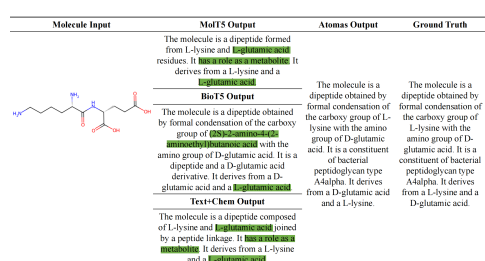 Molecule Input
MolT5 Output
Atomas Output
Ground Truth
The molecule is a dipeptide formed
from L-lysine and L-glutamic acid
residues. It has a role as a metabolite. It
derives from a L-lysine and a
L-glutamic acid.
BioT5 Output
The molecule is a dipeptide obtained
by formal condensation of the carboxy
group of (2S)-2-amino-4-(2-
aminoethyl)butanoic acid with the
amino group of D-glutamic acid. It is a
dipeptide and a D-glutamic acid
derivative. It derives from a D-
glutamic acid and a L-glutamic acid.
Text+Chem Output
The molecule is a dipeptide composed
of L-lysine and L-glutamic acid joined
by a peptide linkage. It has a role as a
metabolite. It derives from a L-lysine
and a L-glutamic acid.
The molecule is a
dipeptide obtained by
formal condensation of
the carboxy group of L-
lysine with the amino
group of D-glutamic
acid. It is a constituent
of bacterial
peptidoglycan type
A4alpha. It derives
from a D-glutamic acid
and a L-lysine.
The molecule is a
dipeptide obtained by
formal condensation of
the carboxy group of
L-lysine with the
amino group of D-
glutamic acid. It is a
constituent of bacterial
peptidoglycan type
A4alpha. It derives
from a L-lysine and a
D-glutamic acid.
H₂N
NH₂
O
H
N
O
OH
O
OH